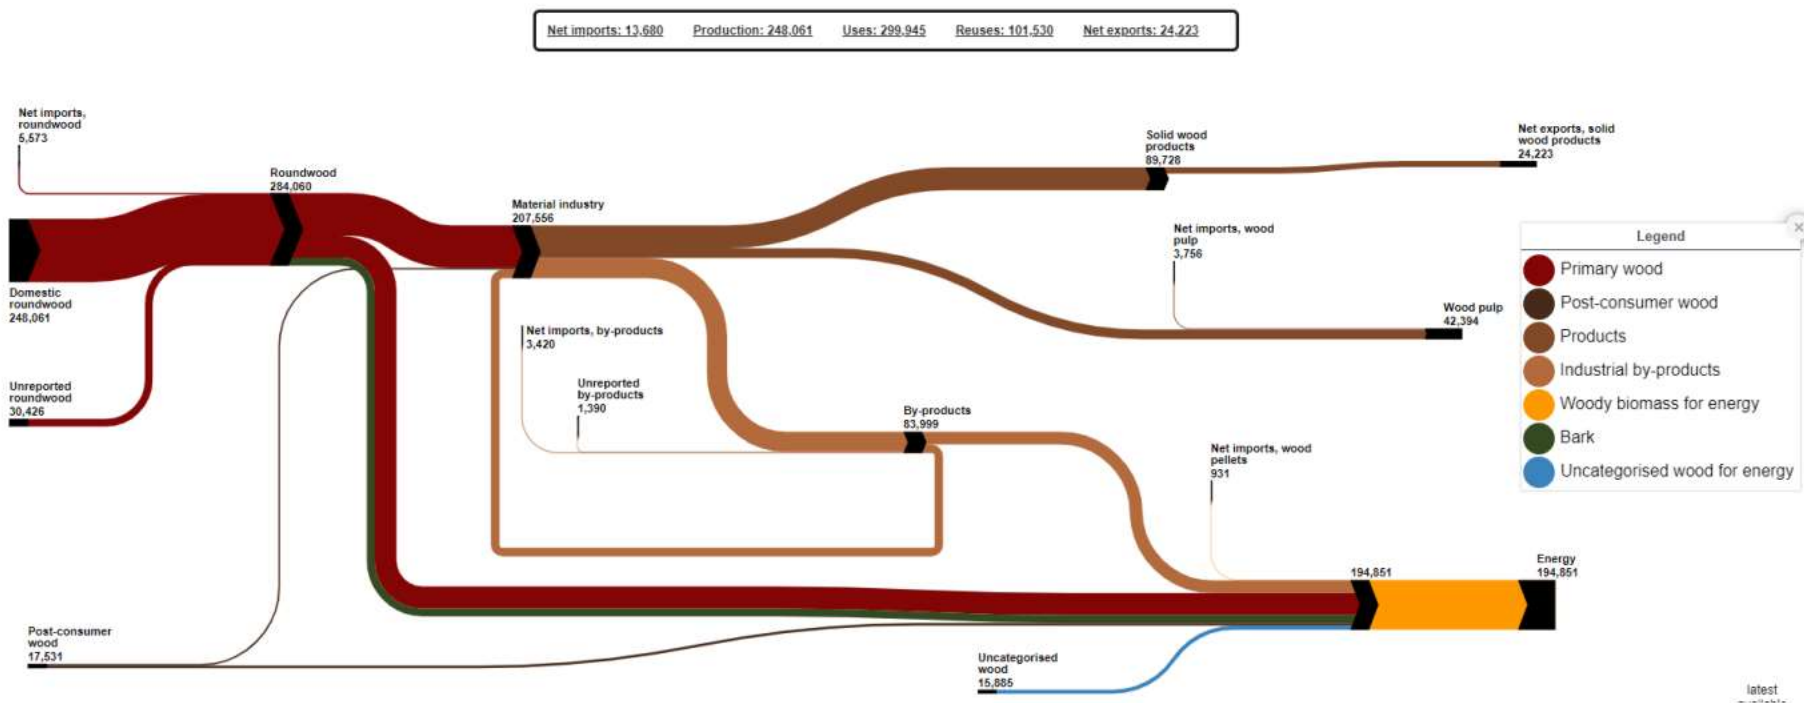 Net imports: 13,680 Production: 248,061 Uses: 299,945 Reuses: 101,530 Net exports: 24,223
Net imports,
roundwood
5,573
Roundwood
284,060
Material industry
207,556
Solid wood
products
89,728
Net exports, solid
wood products
24,223
Domestic
roundwood
248,061
Unreported
roundwood
30,426
Net imports, by-products
3,420
Unreported
by-products
1,390
By-products
83,999
Net imports, wood
pulp
3,756
Wood pulp
42,394
Net imports, wood
pellets
931
194,851
Energy
194,851
Post-consumer
wood
17,531
Uncategorised
wood
15,885
Legend
Primary wood
Post-consumer wood
Products
Industrial by-products
Woody biomass for energy
Bark
Uncategorised wood for energy
latest